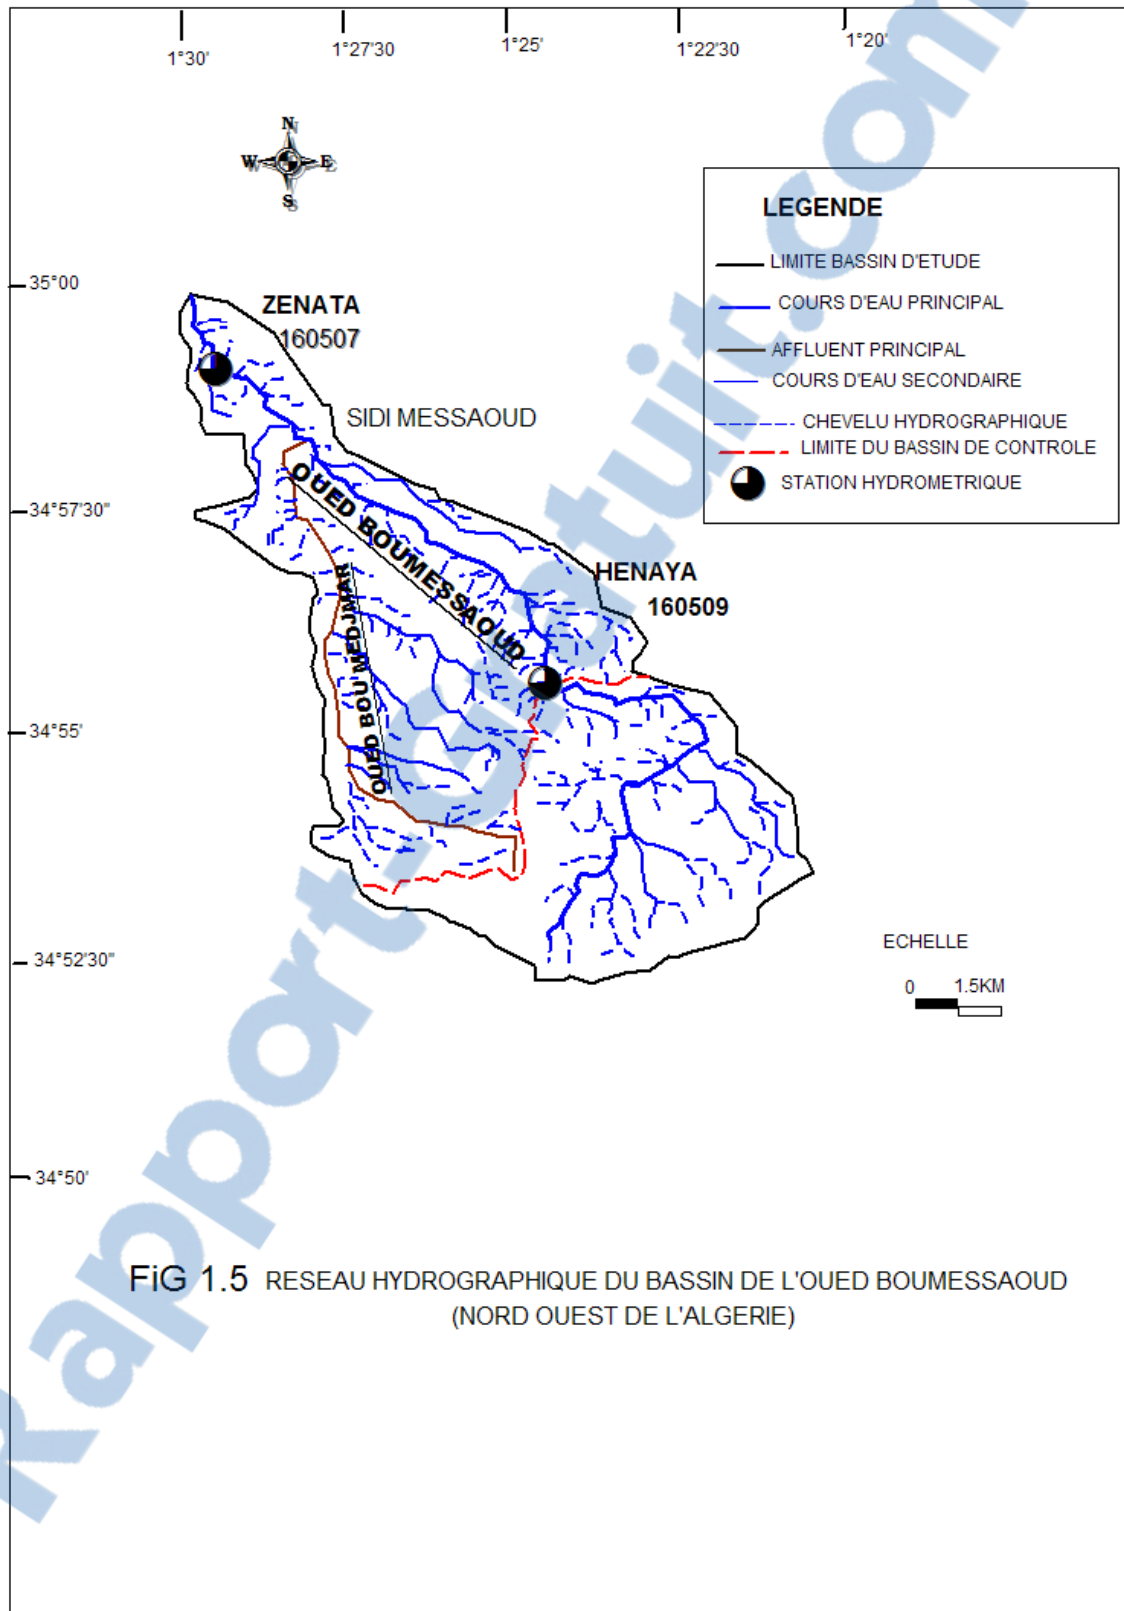 1°30'
1°27'30
1°25'
1°22'30
1°20'
N
W E
S
LEGENDE
LIMITE BASSIN D'ETUDE
COURS D'EAU PRINCIPAL
AFFLUENT PRINCIPAL
COURS D'EAU SECONDAIRE
CHEVELU HYDROGRAPHIQUE
LIMITE DU BASSIN DE CONTROLE
STATION HYDROMETRIQUE
35°00
ZENATA
160507
SIDI MESSAOUD
OUED BOUMESSAOUD
34°57'30"
HENAYA
160509
OUED BOU MEDJMAR
34°55'
34°52'30"
ECHELLE
0 1.5KM
34°50'
FiG 1.5 RESEAU HYDROGRAPHIQUE DU BASSIN DE L'OUED BOUMESSAOUD
(NORD OUEST DE L'ALGERIE)
Rapport-Gratuit.com